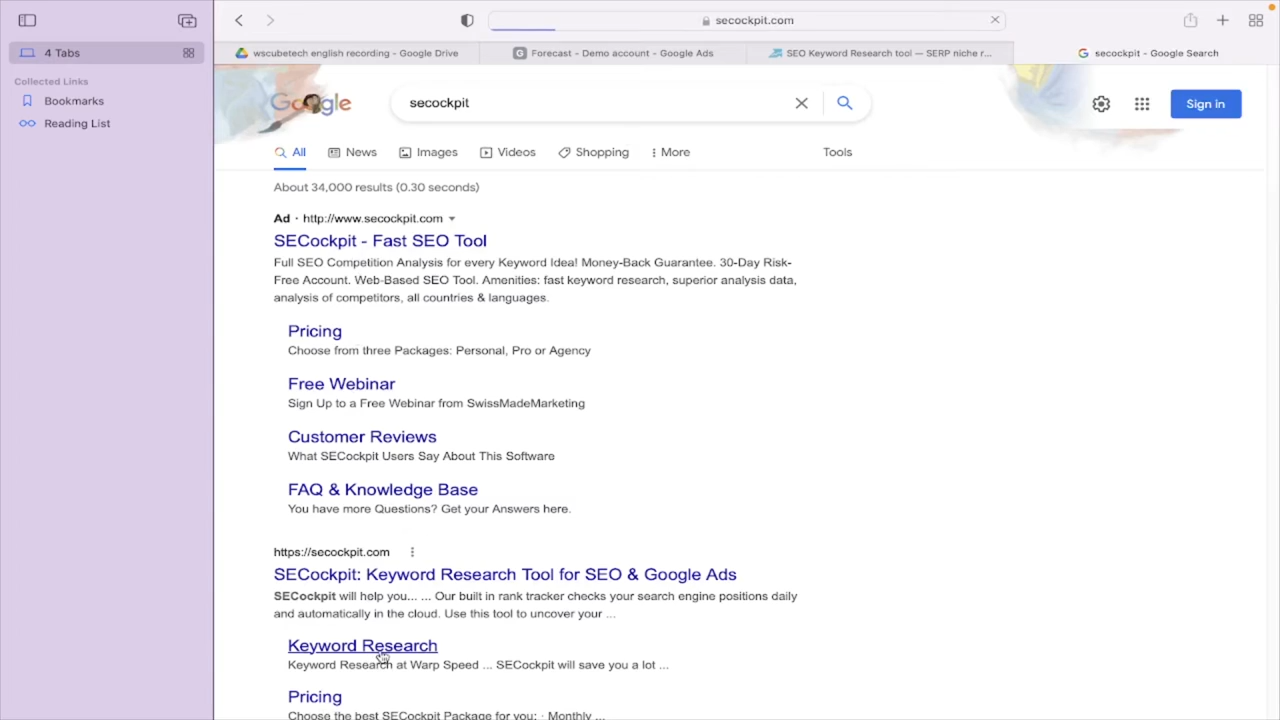 4 Tabs
Collected Links
Bookmarks
Reading List
secockpit.com
wscubetech english recording - Google Drive
Forecast - Demo account - Google Ads
SEO Keyword Research tool — SERP niche r...
secockpit - Google Search
Google
secockpit
Sign in
All
News
Images
Videos
Shopping
More
Tools
About 34,000 results (0.30 seconds)
Ad · http://www.secockpit.com
SECockpit - Fast SEO Tool
Full SEO Competition Analysis for every Keyword Idea! Money-Back Guarantee. 30-Day Risk-
Free Account. Web-Based SEO Tool. Amenities: fast keyword research, superior analysis data,
analysis of competitors, all countries & languages.
Pricing
Choose from three Packages: Personal, Pro or Agency
Free Webinar
Sign Up to a Free Webinar from SwissMadeMarketing
Customer Reviews
What SECockpit Users Say About This Software
FAQ & Knowledge Base
You have more Questions? Get your Answers here.
https://secockpit.com
SECockpit: Keyword Research Tool for SEO & Google Ads
SECockpit will help you... ... Our built in rank tracker checks your search engine positions daily
and automatically in the cloud. Use this tool to uncover your ...
Keyword Research
Keyword Research at Warp Speed ... SECockpit will save you a lot ...
Pricing
Choose the best SECockpit Package for you: · Monthly ...